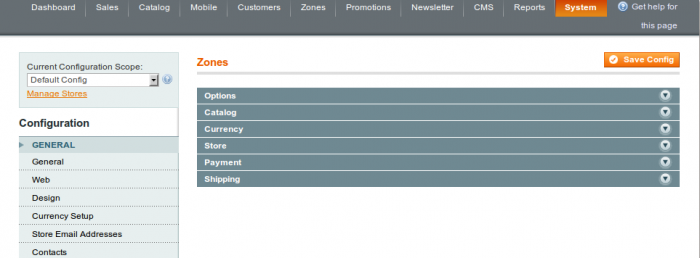 Dashboard Sales Catalog Mobile Customers Zones Promotions Newsletter CMS Reports System Get help for this page
Current Configuration Scope:
Default Config
Manage Stores
Configuration
GENERAL
General
Web
Design
Currency Setup
Store Email Addresses
Contacts
Zones
Save Config
Options
Catalog
Currency
Store
Payment
Shipping